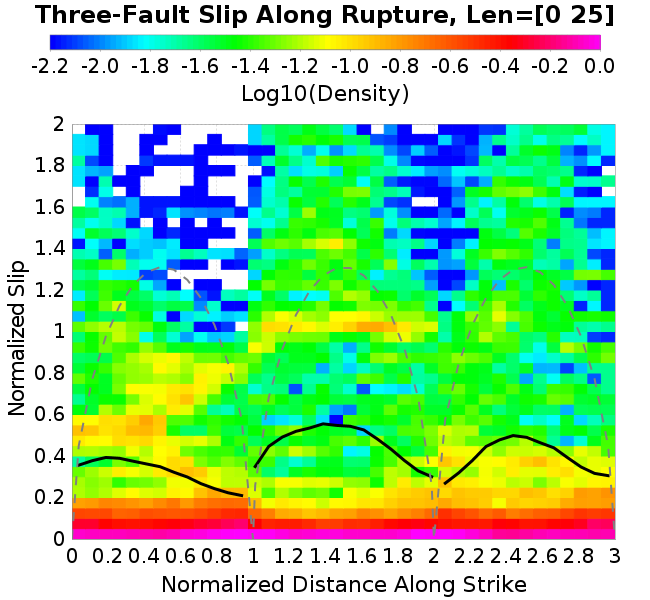 Three-Fault Slip Along Rupture, Len=[0 25]
-2.2 -2.0 -1.8 -1.6 -1.4 -1.2 -1.0 -0.8 -0.6 -0.4 -0.2 0.0
Log10(Density)
2
1.8
1.6
1.4
1.2
1
0.8
0.6
0.4
0.2
0
Normalized Slip
0 0.2 0.4 0.6 0.8 1 1.2 1.4 1.6 1.8 2 2.2 2.4 2.6 2.8 3
Normalized Distance Along Strike